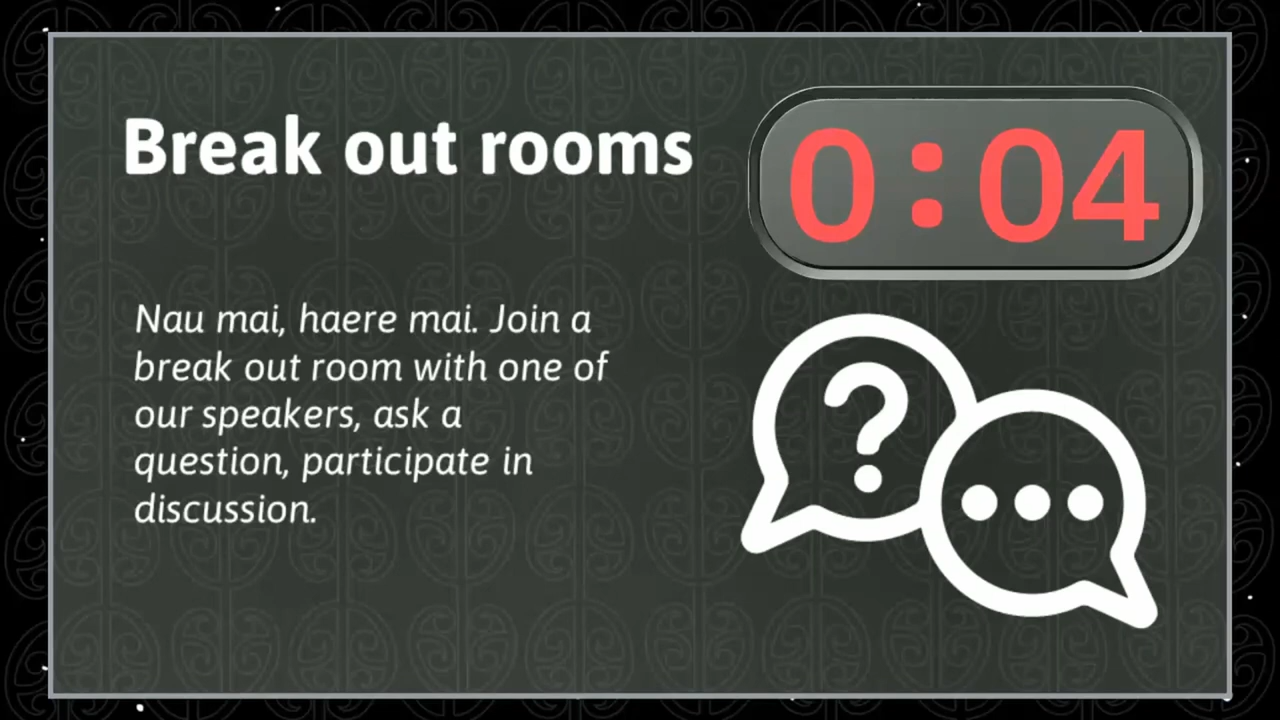 Break out rooms
0:04
Nau mai, haere mai. Join a
break out room with one of
our speakers, ask a
question, participate in
discussion.
?